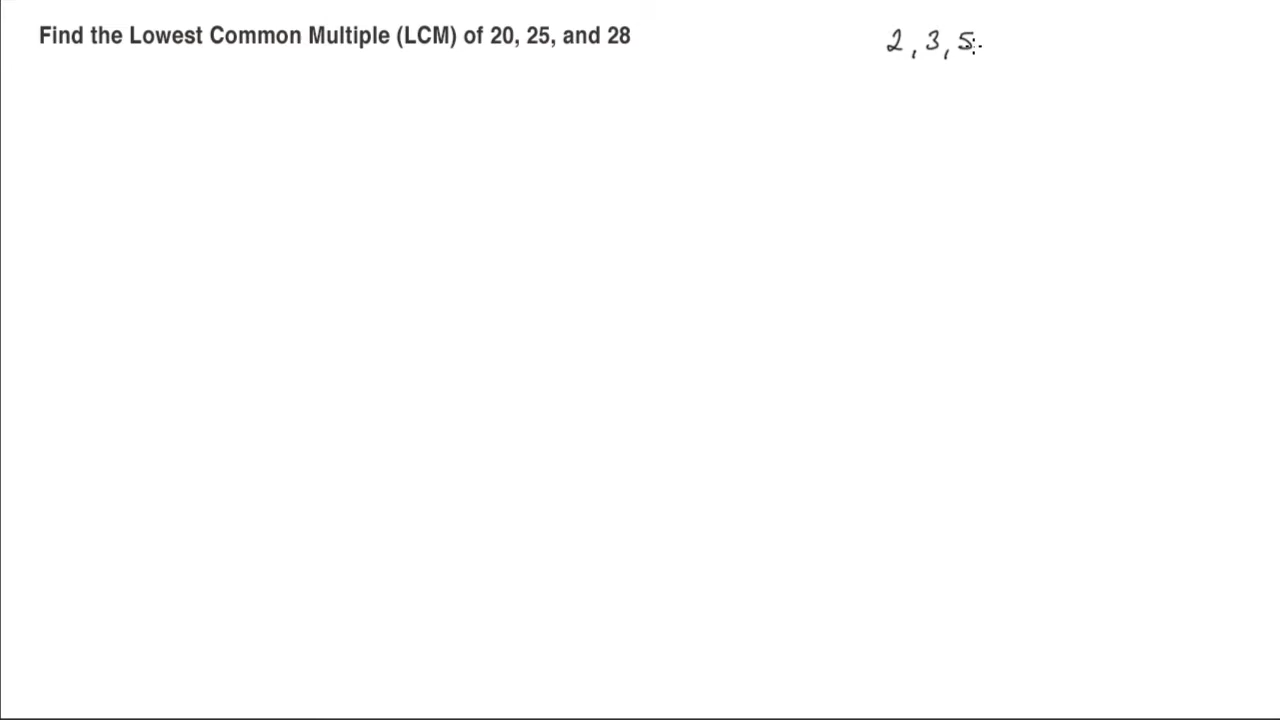 Find the Lowest Common Multiple (LCM) of 20, 25, and 28
2, 3, 5